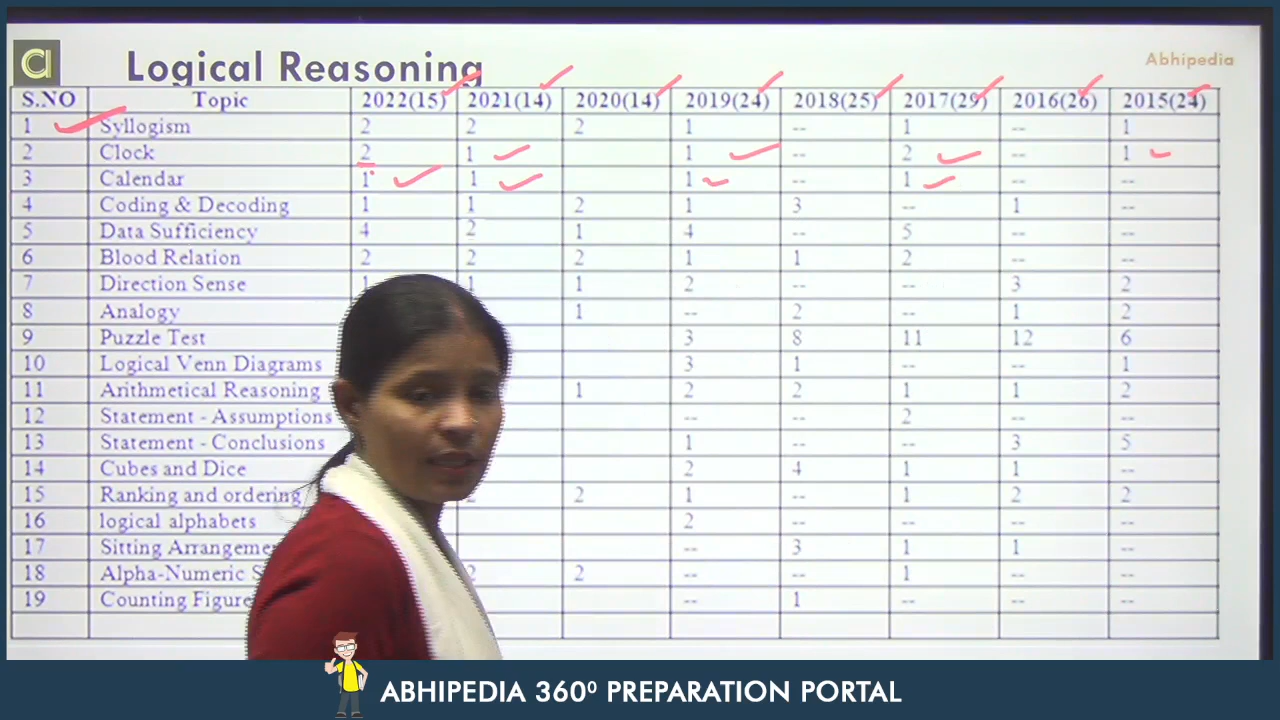 Logical Reasoning
Abhipedia
S.NO Topic 2022(15) 2021(14) 2020(14) 2019(24) 2018(25) 2017(29) 2016(26) 2015(24)
1 Syllogism 2 2 2 1 -- 1 -- 1
2 Clock 2 1 1 -- 2 -- 1
3 Calendar 1 1 1 -- 1 -- --
4 Coding & Decoding 1 1 2 1 3 -- 1 --
5 Data Sufficiency 4 2 1 4 -- 5 -- --
6 Blood Relation 2 2 2 1 1 2 -- --
7 Direction Sense 1 1 1 2 -- -- 3 2
8 Analogy 1 -- 2 -- 1 2
9 Puzzle Test 3 8 11 12 6
10 Logical Venn Diagrams 3 1 -- -- 1
11 Arithmetical Reasoning 1 2 2 1 1 2
12 Statement - Assumptions -- -- 2 -- --
13 Statement - Conclusions 1 -- -- 3 5
14 Cubes and Dice 2 4 1 1 --
15 Ranking and ordering 2 1 -- 1 2 2
16 logical alphabets 2 -- -- -- --
17 Sitting -- 3 1 1 --
18 Alpha-Numeric 2 2 -- -- 1 -- --
19 Counting -- 1 -- -- --
ABHIPEDIA 360⁰ PREPARATION PORTAL